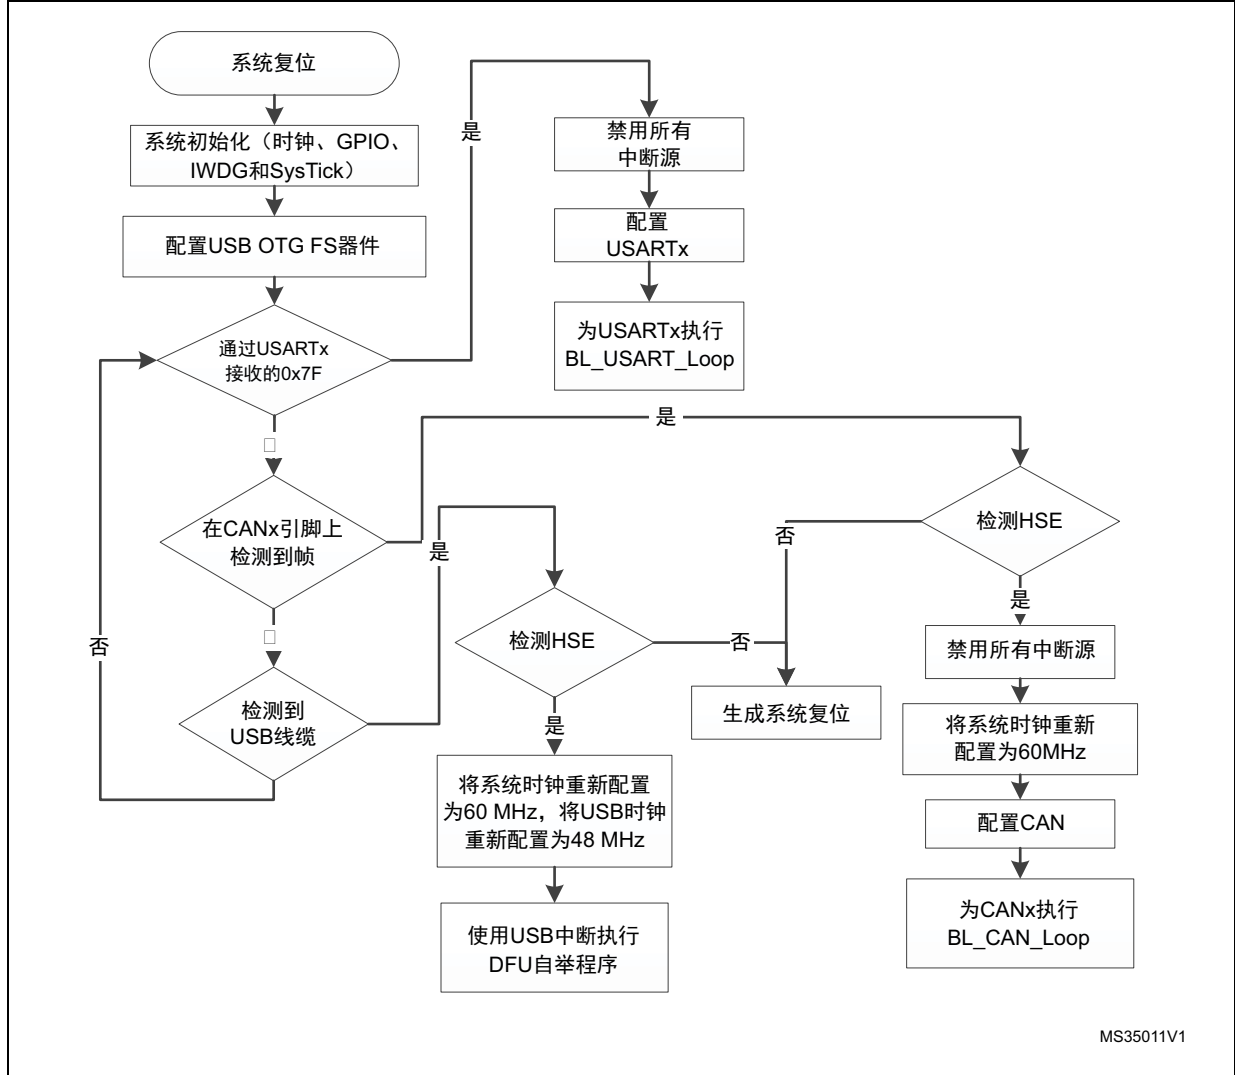 系统复位
系统初始化（时钟、GPIO、
IWDG和SysTick）
配置USB OTG FS器件
通过USARTx
接收的0x7F
是
禁用所有
中断源
配置
USARTx
为USARTx执行
BL_USART_Loop
□
在CANx引脚上
检测到帧
是
检测HSE
否
是
禁用所有中断源
将系统时钟重新
配置为60MHz
配置CAN
为CANx执行
BL_CAN_Loop
□
检测到
USB线缆
否
是
检测HSE
否
生成系统复位
是
将系统时钟重新配置
为60 MHz，将USB时钟
重新配置为48 MHz
使用USB中断执行
DFU自举程序
MS35011V1